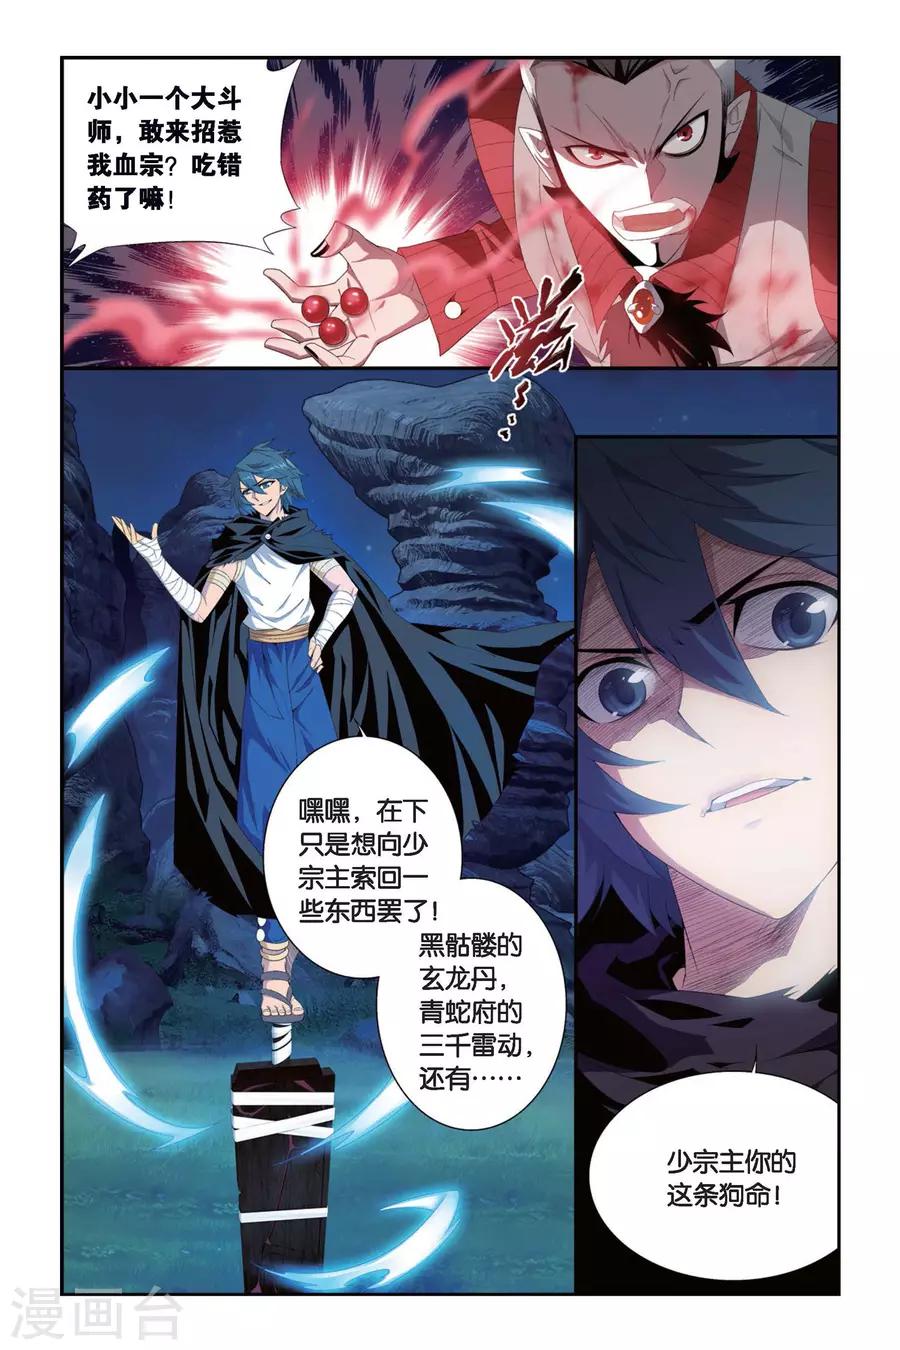 小小一个大斗
师，敢来招惹
我血宗？吃错
药了嘛！
滋
嘿嘿，在下
只是想向少
宗主索回一
些东西罢了！
黑骷髅的
玄龙丹，
青蛇府的
三千雷动，
还有……
少宗主你的
这条狗命！
漫画台